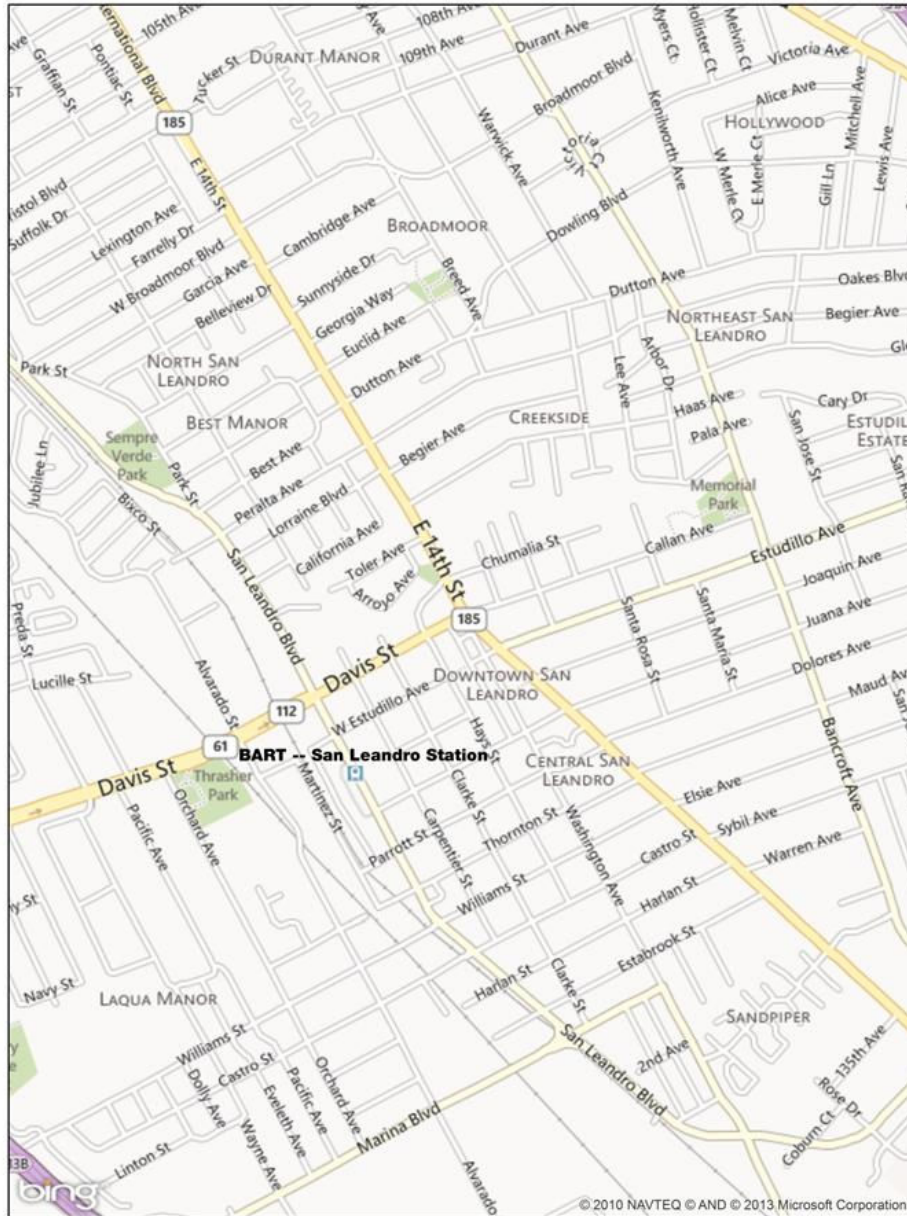 105th Ave
108th Ave
Myers Ct
Hollister Ct
Melvin Ct
International Blvd
Graffian St
Pontiac St
Tucker St
DURANT MANOR
109th Ave
Durant Ave
Victoria Ave
Broadmoor Blvd
Alice Ave
HOLLYWOOD
Mitchell Ave
185
E 14th St
Warwick Ave
Victoria Ct
Kenilworth Ave
W Merle Ct
E Merle Ct
Gill Ln
Lewis Ave
Suffolk Dr
Lexington Ave
Farrelly Dr
Cambridge Ave
BROADMOOR
Dowling Blvd
W Broadmoor Blvd
Garcia Ave
Belleview Dr
Sunnyside Dr
Georgia Way
Euclid Ave
Breed Ave
Dutton Ave
Oakes Blvd
NORTHEAST SAN
LEANDRO
Begier Ave
Park St
NORTH SAN
LEANDRO
Dutton Ave
Lee Ave
Arbor Dr
Haas Ave
Cary Dr
BEST MANOR
CREEKSIDE
Pala Ave
San Jose St
Sempre
Verde
Park
Park St
Best Ave
Begier Ave
Jubilee Ln
Bixco St
Peralta Ave
Lorraine Blvd
Memorial
Park
California Ave
E 14th St
Chumalia St
Callan Ave
Estudillo Ave
Toler Ave
Arroyo Ave
San Leandro Blvd
Joaquin Ave
Juana Ave
Preda St
185
Santa Rosa St
Santa Maria St
Dolores Ave
Lucille St
Alvarado St
Davis St
DOWNTOWN SAN
LEANDRO
Maud Av
112
W Estudillo Ave
Hays St
Bancroft Ave
61
BART -- San Leandro Station
CENTRAL SAN
LEANDRO
Davis St
Thrasher
Park
Martinez St
Clarke St
Elsie Ave
Pacific Ave
Orchard Ave
Parrott St
Carpentier St
Thornton St
Washington Ave
Castro St
Sybil Ave
Warren Ave
Williams St
Harlan St
Estabrook St
Navy St
LAQUA MANOR
Harlan St
Clarke St
SANDPIPER
Williams St
Castro St
Orchard Ave
Pacific Ave
Eveleth Ave
Dolly Ave
Wayne Ave
San Leandro Blvd
2nd Ave
135th Ave
Rose Dr
Coburn Ct
Marina Blvd
Linton St
Alvarado
bing
© 2010 NAVTEQ © AND © 2013 Microsoft Corporation